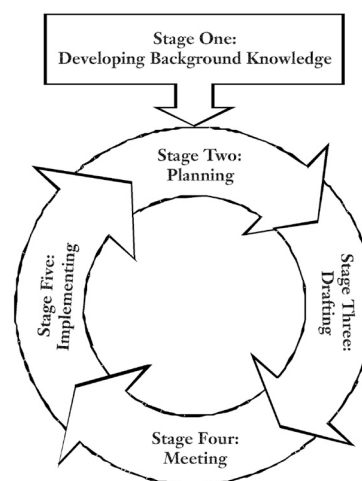 Stage One:
Developing Background Knowledge
Stage Two:
Planning
Stage Three:
Drafting
Stage Four:
Meeting
Stage Five:
Implementing